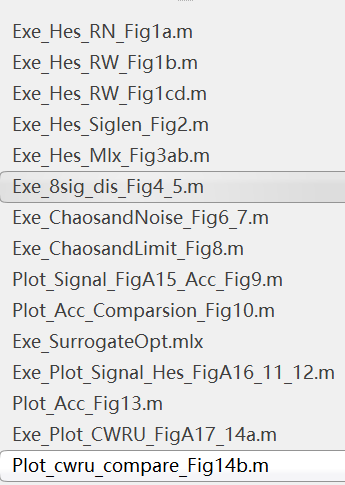 Exe_Hes_RN_Fig1a.m
Exe_Hes_RW_Fig1b.m
Exe_Hes_RW_Fig1cd.m
Exe_Hes_Siglen_Fig2.m
Exe_Hes_Mlx_Fig3ab.m
Exe_8sig_dis_Fig4_5.m
Exe_ChaosandNoise_Fig6_7.m
Exe_ChaosandLimit_Fig8.m
Plot_Signal_FigA15_Acc_Fig9.m
Plot_Acc_Comparsion_Fig10.m
Exe_SurrogateOpt.mlx
Exe_Plot_Signal_Hes_FigA16_11_12.m
Plot_Acc_Fig13.m
Exe_Plot_CWRU_FigA17_14a.m
Plot_cwru_compare_Fig14b.m